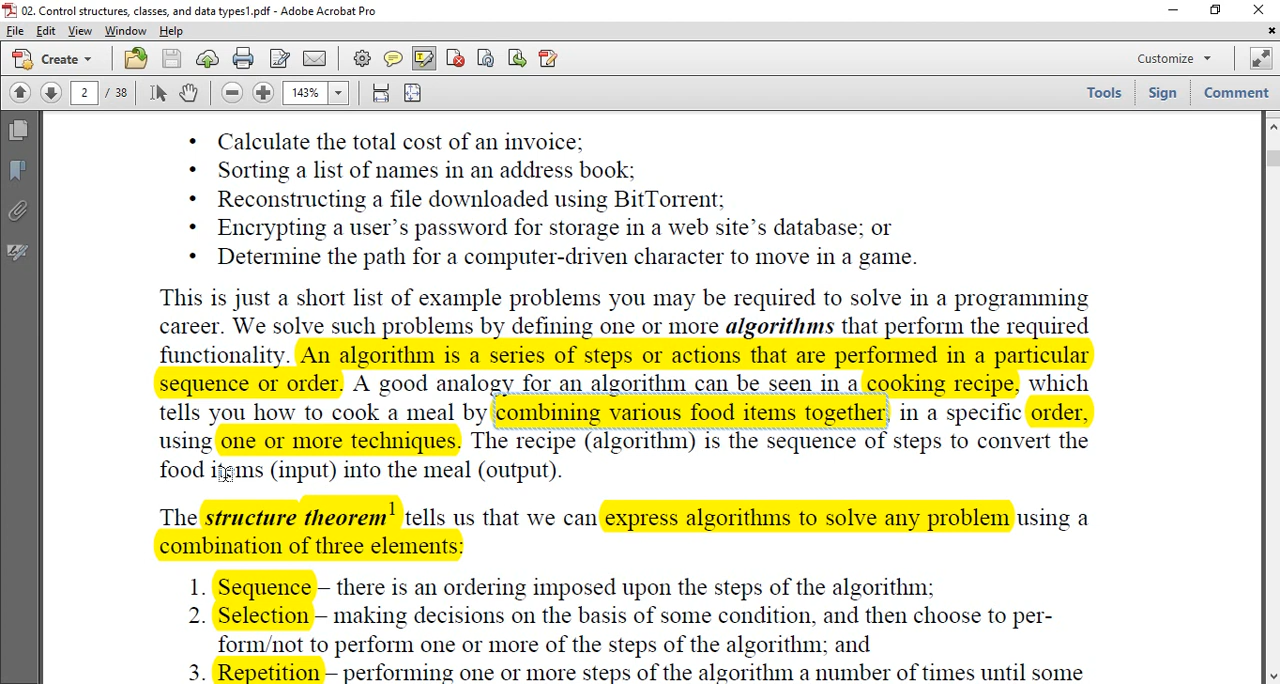 02. Control structures, classes, and data types1.pdf - Adobe Acrobat Pro
File Edit View Window Help
Create Customize
2 / 38 143% Tools Sign Comment
• Calculate the total cost of an invoice;
• Sorting a list of names in an address book;
• Reconstructing a file downloaded using BitTorrent;
• Encrypting a user's password for storage in a web site's database; or
• Determine the path for a computer-driven character to move in a game.
This is just a short list of example problems you may be required to solve in a programming
career. We solve such problems by defining one or more algorithms that perform the required
functionality. An algorithm is a series of steps or actions that are performed in a particular
sequence or order. A good analogy for an algorithm can be seen in a cooking recipe, which
tells you how to cook a meal by combining various food items together, in a specific order,
using one or more techniques. The recipe (algorithm) is the sequence of steps to convert the
food items (input) into the meal (output).
The structure theorem1 tells us that we can express algorithms to solve any problem using a
combination of three elements:
1. Sequence – there is an ordering imposed upon the steps of the algorithm;
2. Selection – making decisions on the basis of some condition, and then choose to per-
form/not to perform one or more of the steps of the algorithm; and
3. Repetition – performing one or more steps of the algorithm a number of times until some